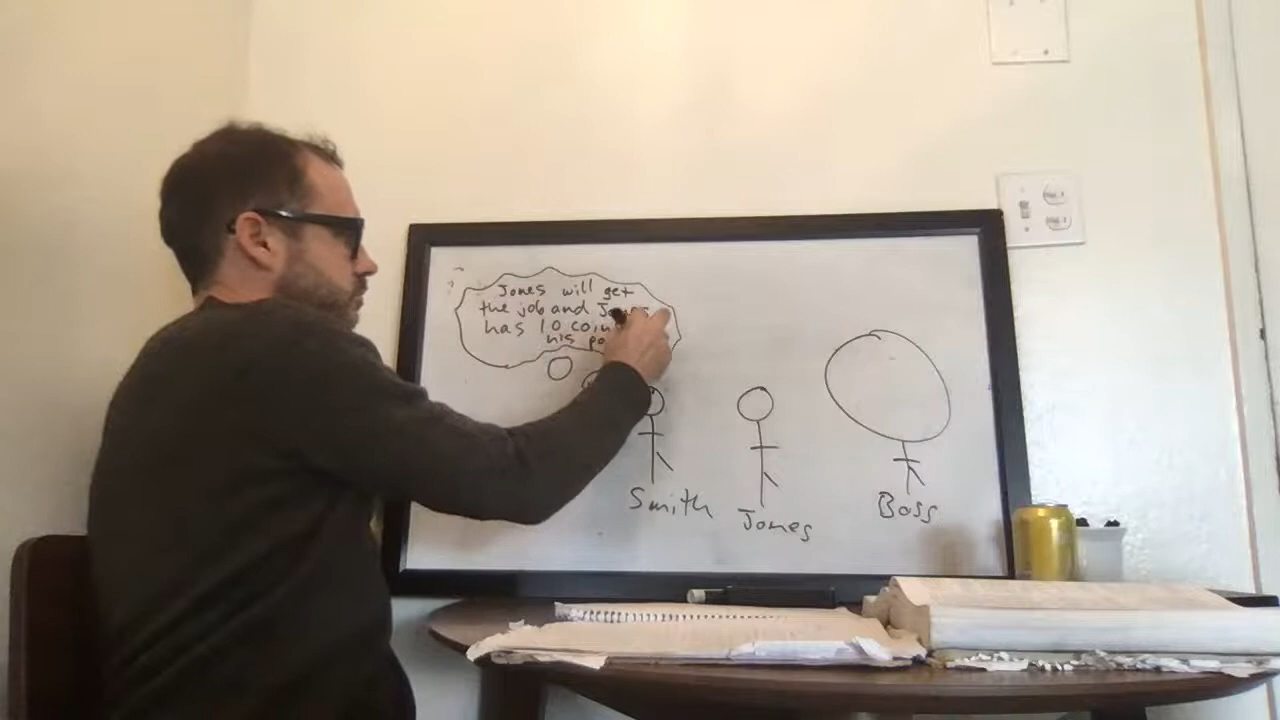 Jones will get
the job and
has 10
his
Smith
Jones
Boss